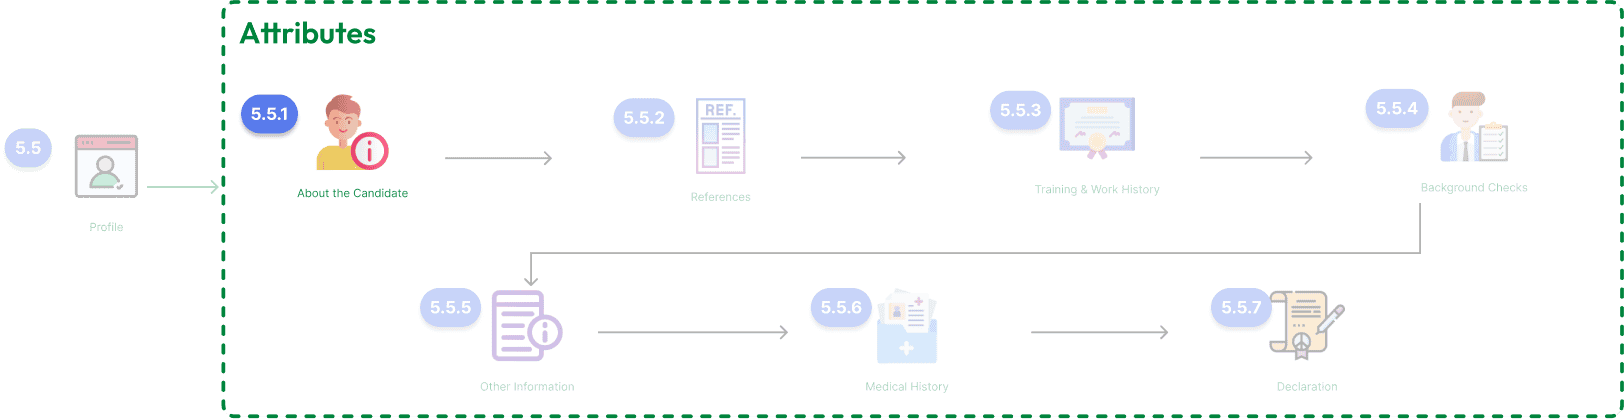 Attributes
5.5
Profile
5.5.1
About the Candidate
5.5.2
REF.
References
5.5.3
Training & Work History
5.5.4
Background Checks
5.5.5
Other Information
5.5.6
Medical History
5.5.7
Declaration